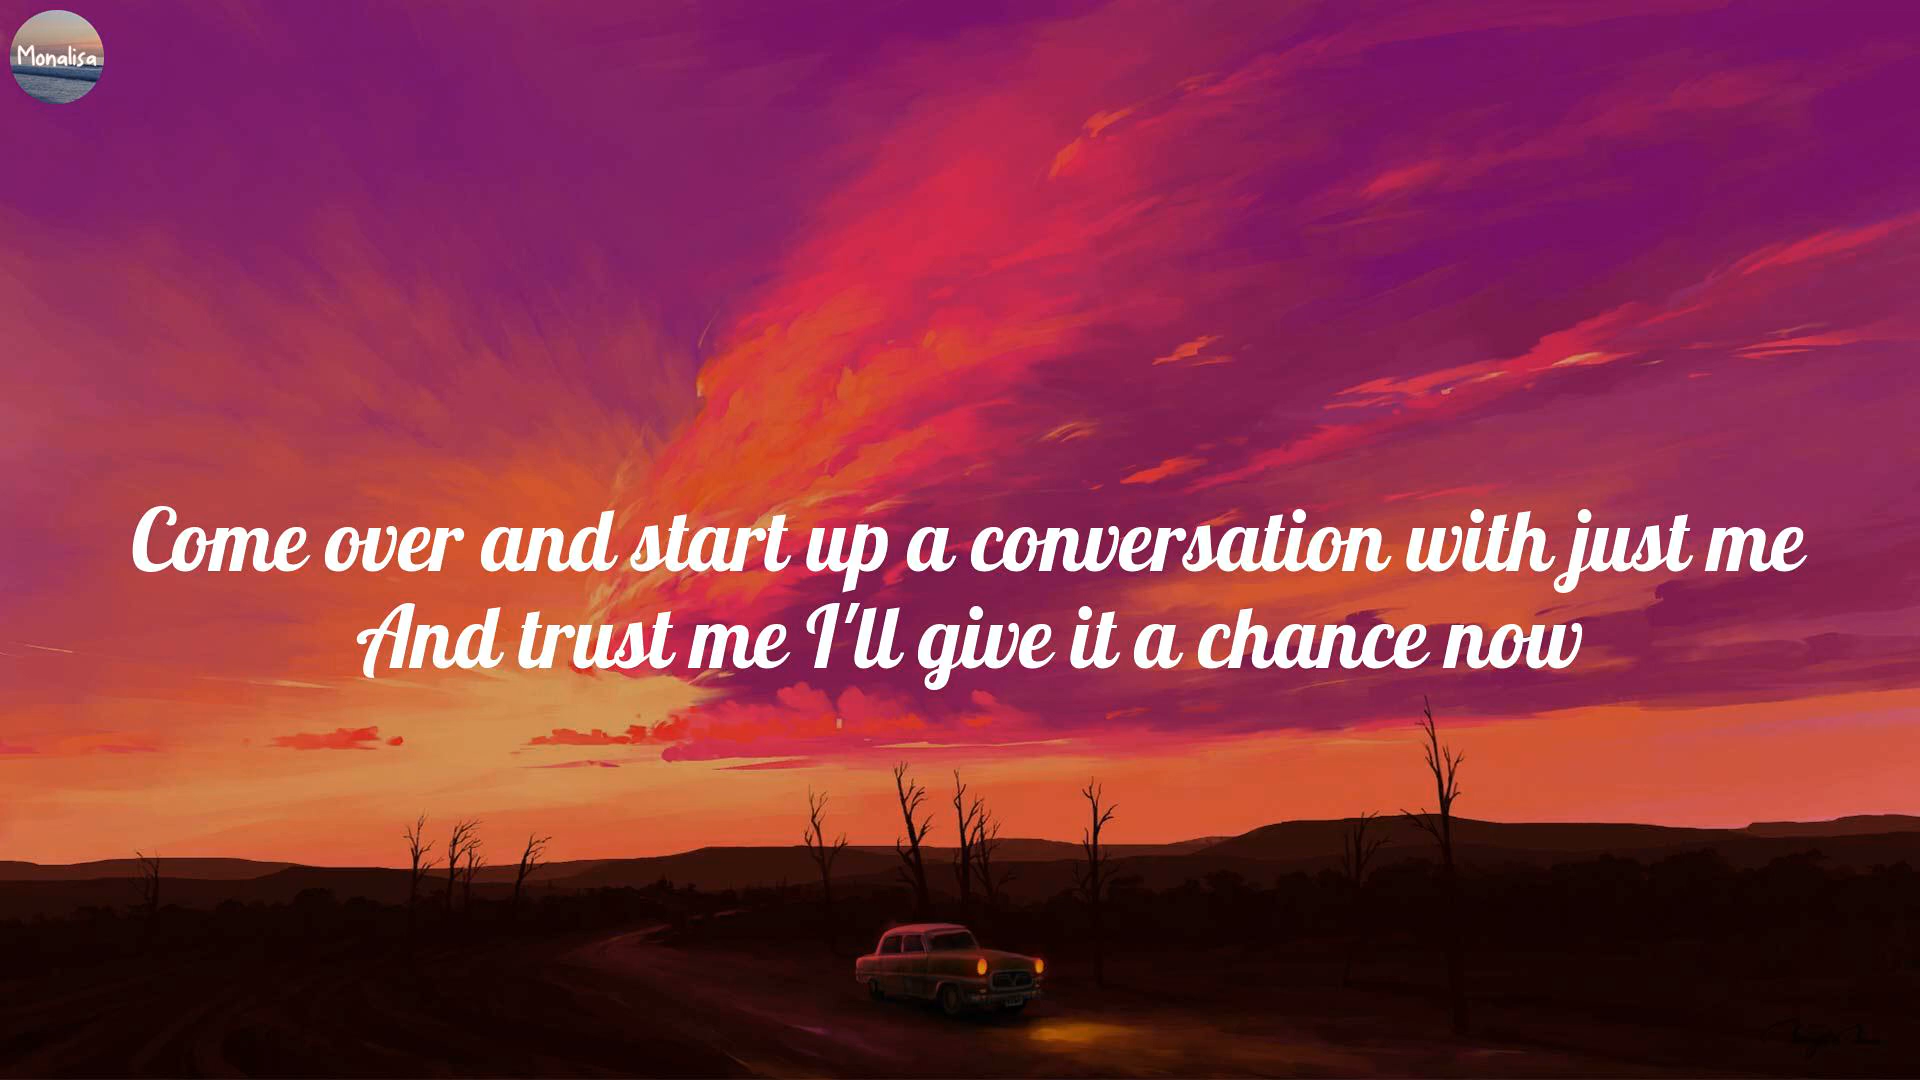 Monalisa
Come over and start up a conversation with just me
And trust me I'll give it a chance now